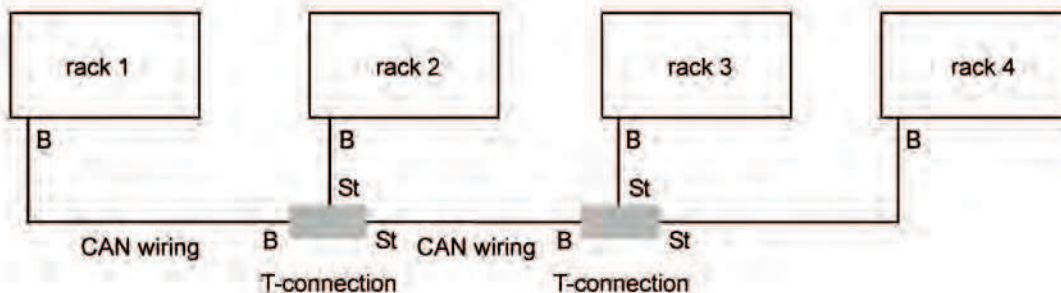 rack 1 rack 2 rack 3 rack 4
B B B B
St St
CAN wiring B St CAN wiring B St
T-connection T-connection